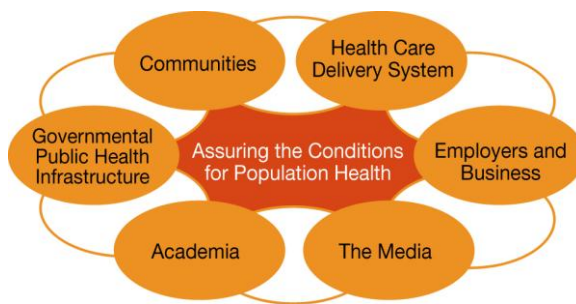 Communities
Health Care
Delivery System
Governmental
Public Health
Infrastructure
Assuring the Conditions
for Population Health
Employers and
Business
Academia
The Media